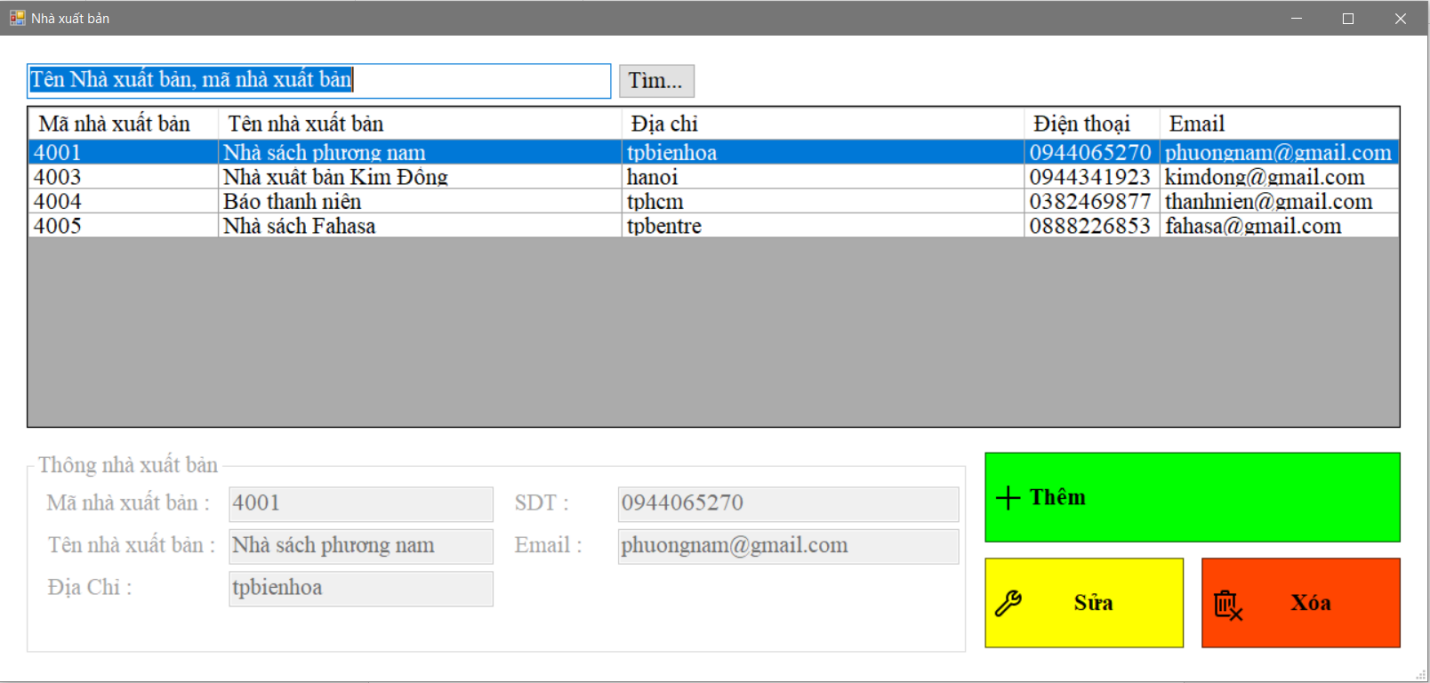 Nhà xuất bản
Tên Nhà xuất bản, mã nhà xuất bản Tìm...
Mã nhà xuất bản Tên nhà xuất bản Địa chỉ Điện thoại Email
4001 Nhà sách phương nam tpbienhoa 0944065270 phuongnam@gmail.com
4003 Nhà xuất bản Kim Đồng hanoi 0944341923 kimdong@gmail.com
4004 Báo thanh niên tphcm 0382469877 thanhnien@gmail.com
4005 Nhà sách Fahasa tpbentre 0888226853 fahasa@gmail.com
Thông nhà xuất bản
Mã nhà xuất bản : 4001 SDT : 0944065270
Tên nhà xuất bản : Nhà sách phương nam Email : phuongnam@gmail.com
Địa Chỉ : tpbienhoa
Thêm
Sửa Xóa